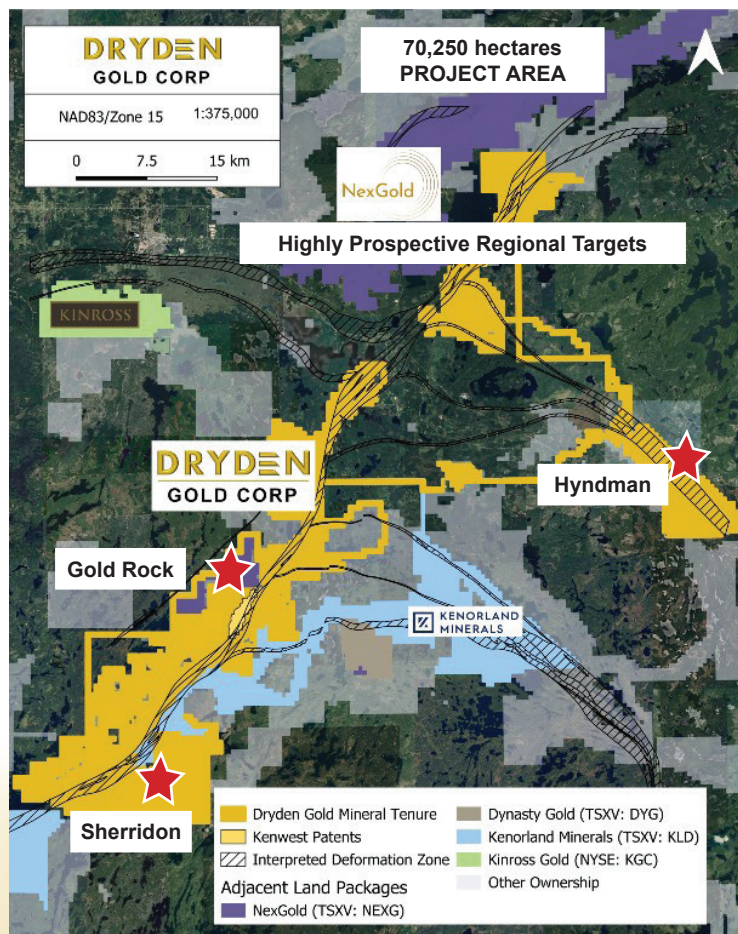 DRYDEN
GOLD CORP
NAD83/Zone 15 1:375,000
0 7.5 15 km
70,250 hectares
PROJECT AREA
NexGold
Highly Prospective Regional Targets
KINROSS
DRYDEN
GOLD CORP
Hyndman
Gold Rock
KENORLAND
MINERALS
Sherridon
Dryden Gold Mineral Tenure
Kenwest Patents
Interpreted Deformation Zone
Adjacent Land Packages
NexGold (TSXV: NEXG)
Dynasty Gold (TSXV: DYG)
Kenorland Minerals (TSXV: KLD)
Kinross Gold (NYSE: KGC)
Other Ownership